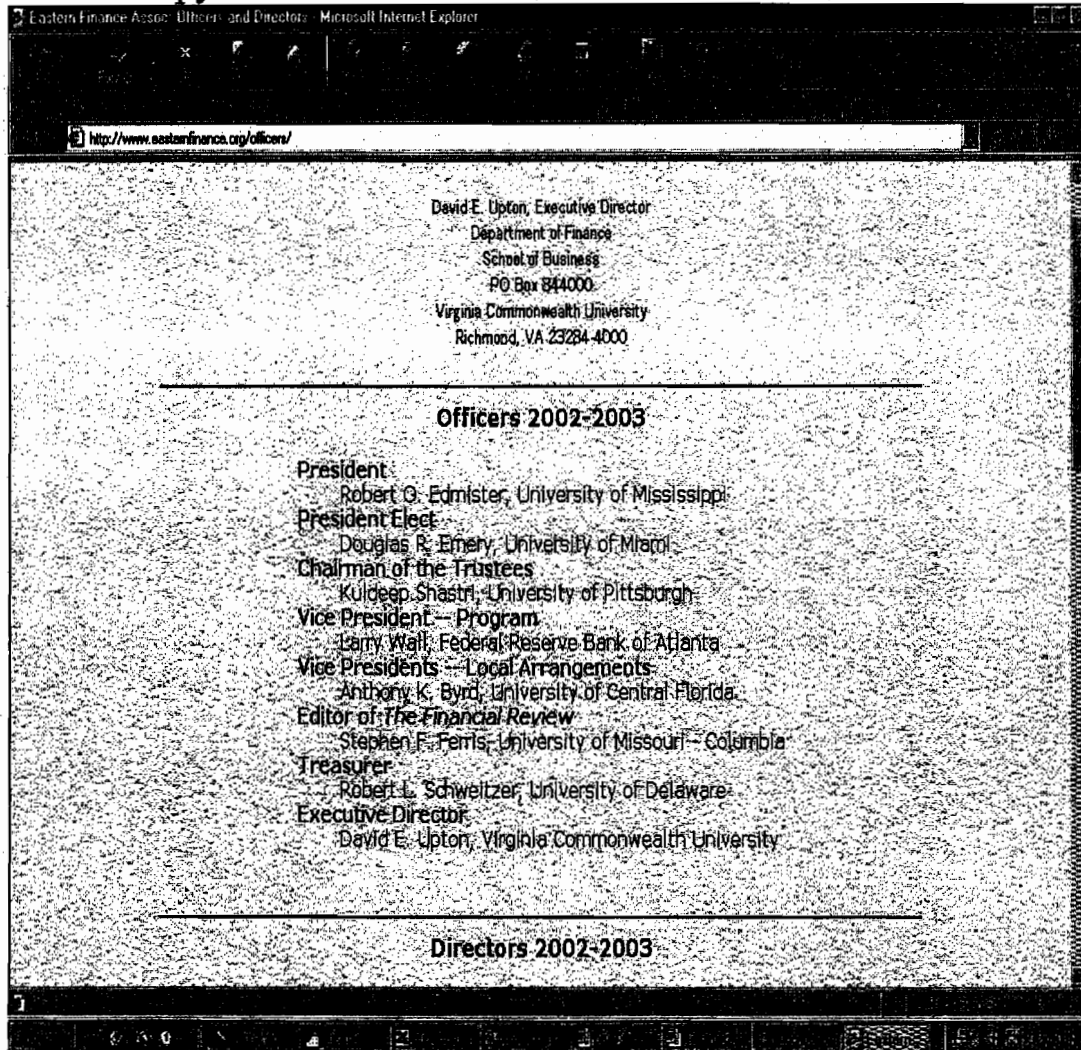 Eastern Finance Assoc: Officers and Directors - Microsoft Internet Explorer
http://www.easternfinance.org/officers/
David E. Upton, Executive Director
Department of Finance
School of Business
PO Box 844000
Virginia Commonwealth University
Richmond, VA 23284-4000
Officers 2002-2003
President
Robert O. Edmister, University of Mississippi
President Elect
Douglas R. Emery, University of Miami
Chairman of the Trustees
Kuldeep Shastri, University of Pittsburgh
Vice President -- Program
Larry Wall, Federal Reserve Bank of Atlanta
Vice Presidents -- Local Arrangements
Anthony K. Byrd, University of Central Florida
Editor of The Financial Review
Stephen F. Ferris, University of Missouri -- Columbia
Treasurer
Robert L. Schweitzer, University of Delaware
Executive Director
David E. Upton, Virginia Commonwealth University
Directors 2002-2003